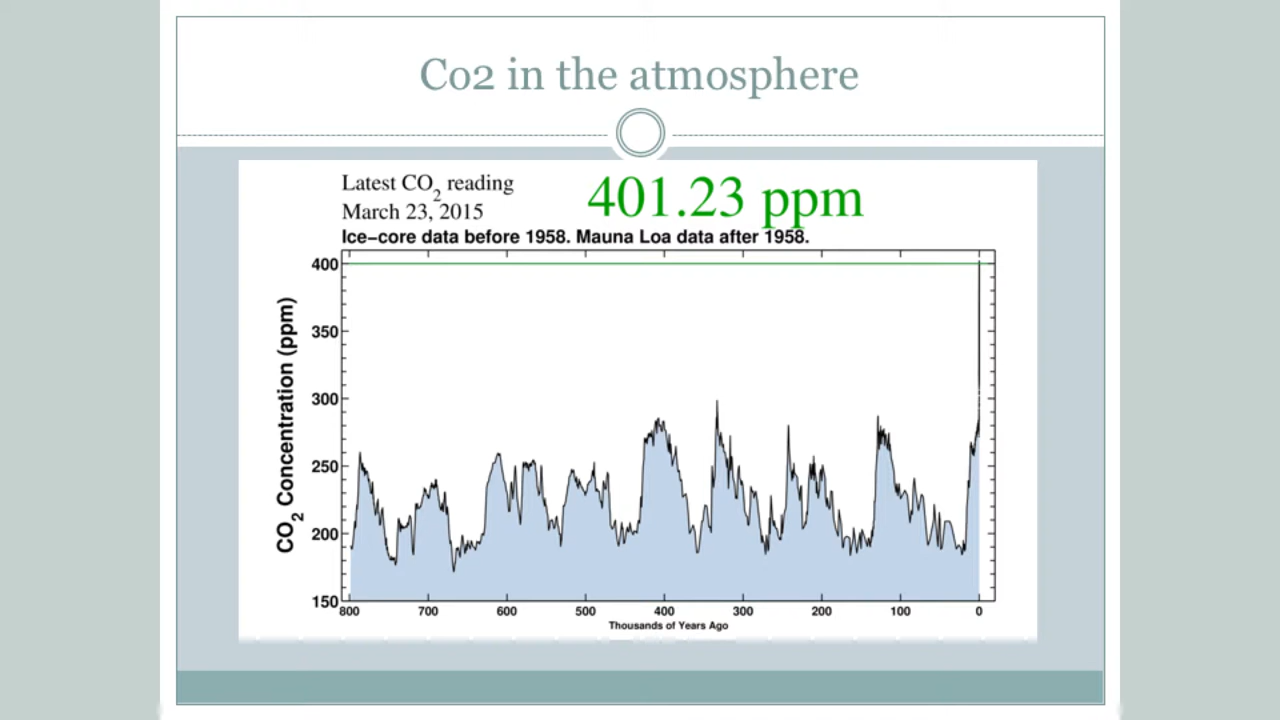 Co2 in the atmosphere
Latest CO2 reading
March 23, 2015
401.23 ppm
Ice-core data before 1958. Mauna Loa data after 1958.
CO2 Concentration (ppm)
400
350
300
250
200
150
800 700 600 500 400 300 200 100 0
Thousands of Years Ago